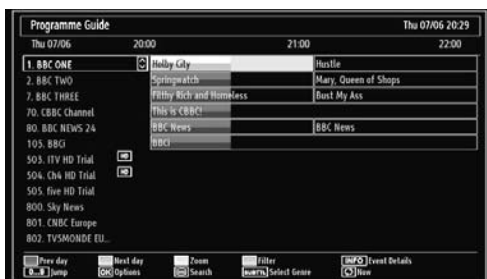 Programme Guide Thu 07/06 20:29
Thu 07/06 20:00 21:00 22:00
1. BBC ONE Holby City Hustle
2. BBC TWO Springwatch Mary, Queen of Shops
7. BBC THREE Filthy Rich and Homeless Bust My Ass
70. CBBC Channel This is CBBC!
80. BBC NEWS 24 BBC News BBC News
105. BBCi BBCi
503. ITV HD Trial HD
504. Ch4 HD Trial HD
505. five HD Trial
800. Sky News
801. CNBC Europe
802. TV5MONDE EU...
Prev day Next day Zoom Filter INFO Event Details
0...9 Jump OK Options Search SUBTTL Select Genre Now